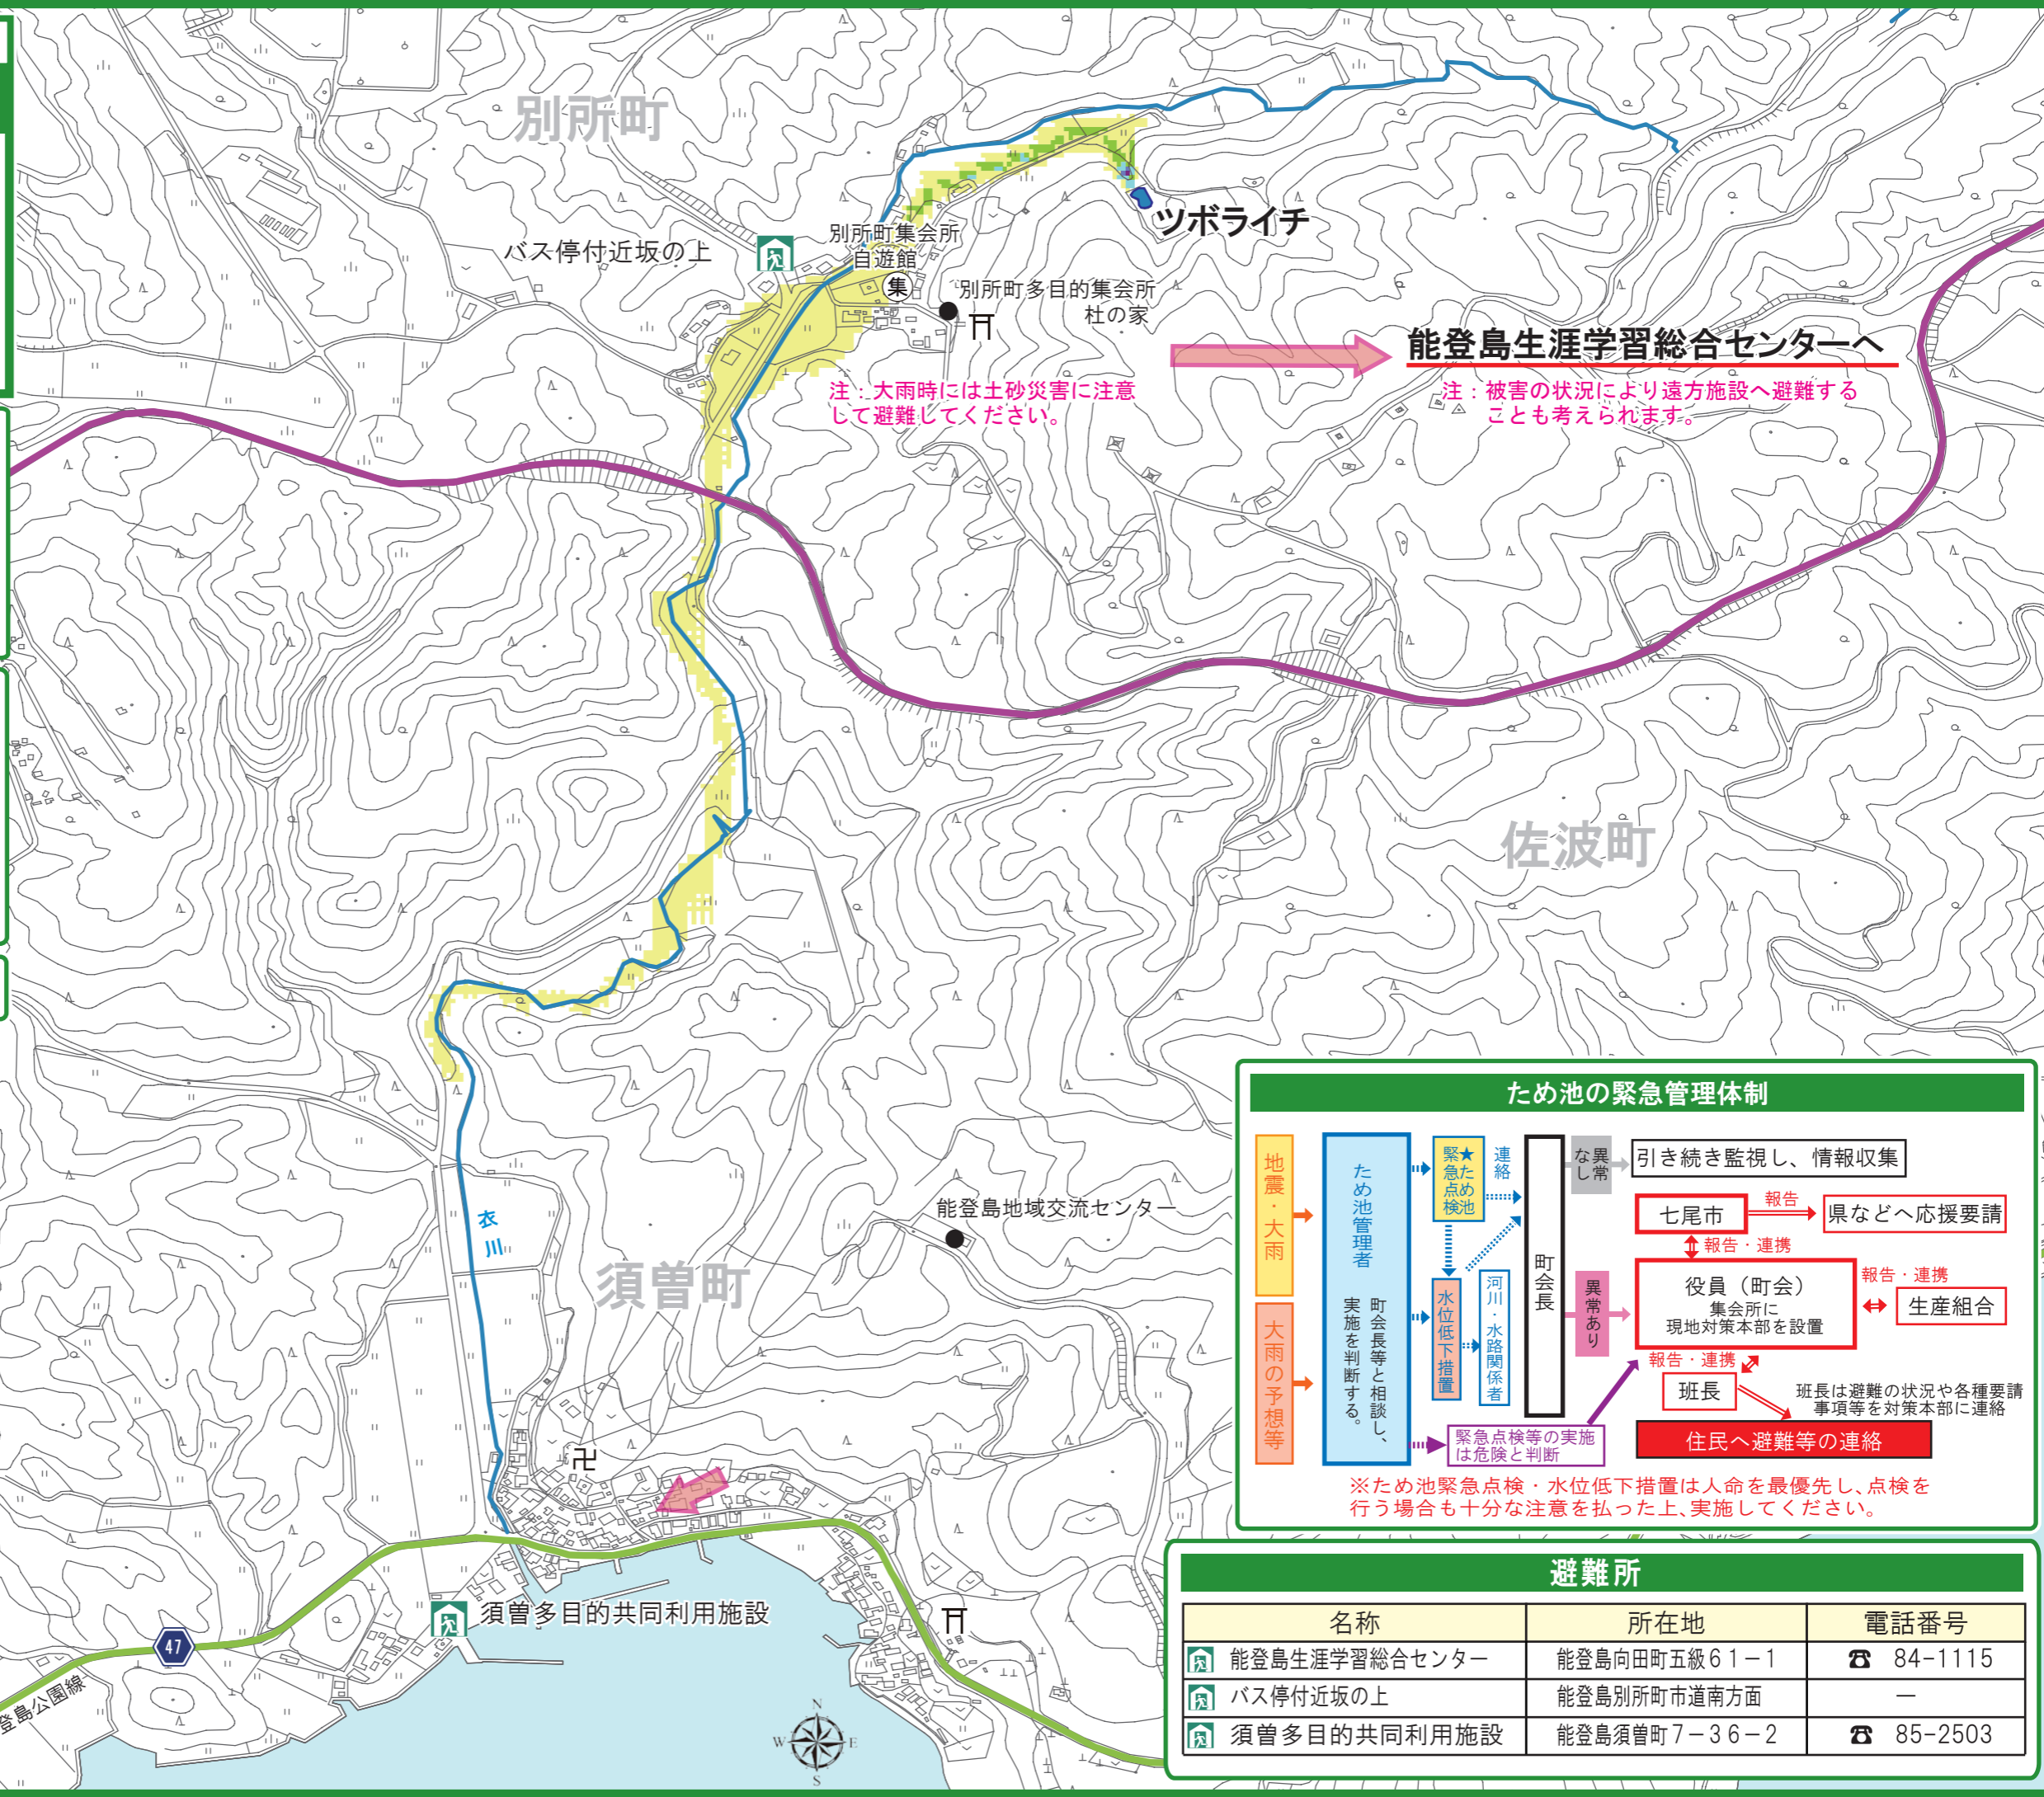 別所町
バス停付近坂の上
別所町集会所
自遊館
集
別所町多目的集会所
杜の家
ツボライチ
能登島生涯学習総合センターへ
注：大雨時には土砂災害に注意
して避難してください。
注：被害の状況により遠方施設へ避難する
ことも考えられます。
佐波町
衣川
須曽町
能登島地域交流センター
卍
須曽多目的共同利用施設
47
登島公園線
N
W
E
S
ため池の緊急管理体制
地震・大雨
大雨の予想等
ため池管理者
町会長等と相談し、
実施を判断する。
★ため池
緊急点検
連絡
水位低下措置
河川・水路関係者
緊急点検等の実施
は危険と判断
町会長
異常
なし
引き続き監視し、情報収集
異常あり
七尾市
報告
県などへ応援要請
報告・連携
役員（町会）
集会所に
現地対策本部を設置
報告・連携
生産組合
報告・連携
班長
班長は避難の状況や各種要請
事項等を対策本部に連絡
住民へ避難等の連絡
※ため池緊急点検・水位低下措置は人命を最優先し、点検を
行う場合も十分な注意を払った上、実施してください。
避難所
名称 所在地 電話番号
能登島生涯学習総合センター 能登島向田町五級６１－１ ☎ 84-1115
バス停付近坂の上 能登島別所町市道南方面 －
須曽多目的共同利用施設 能登島須曽町７－３６－２ ☎ 85-2503